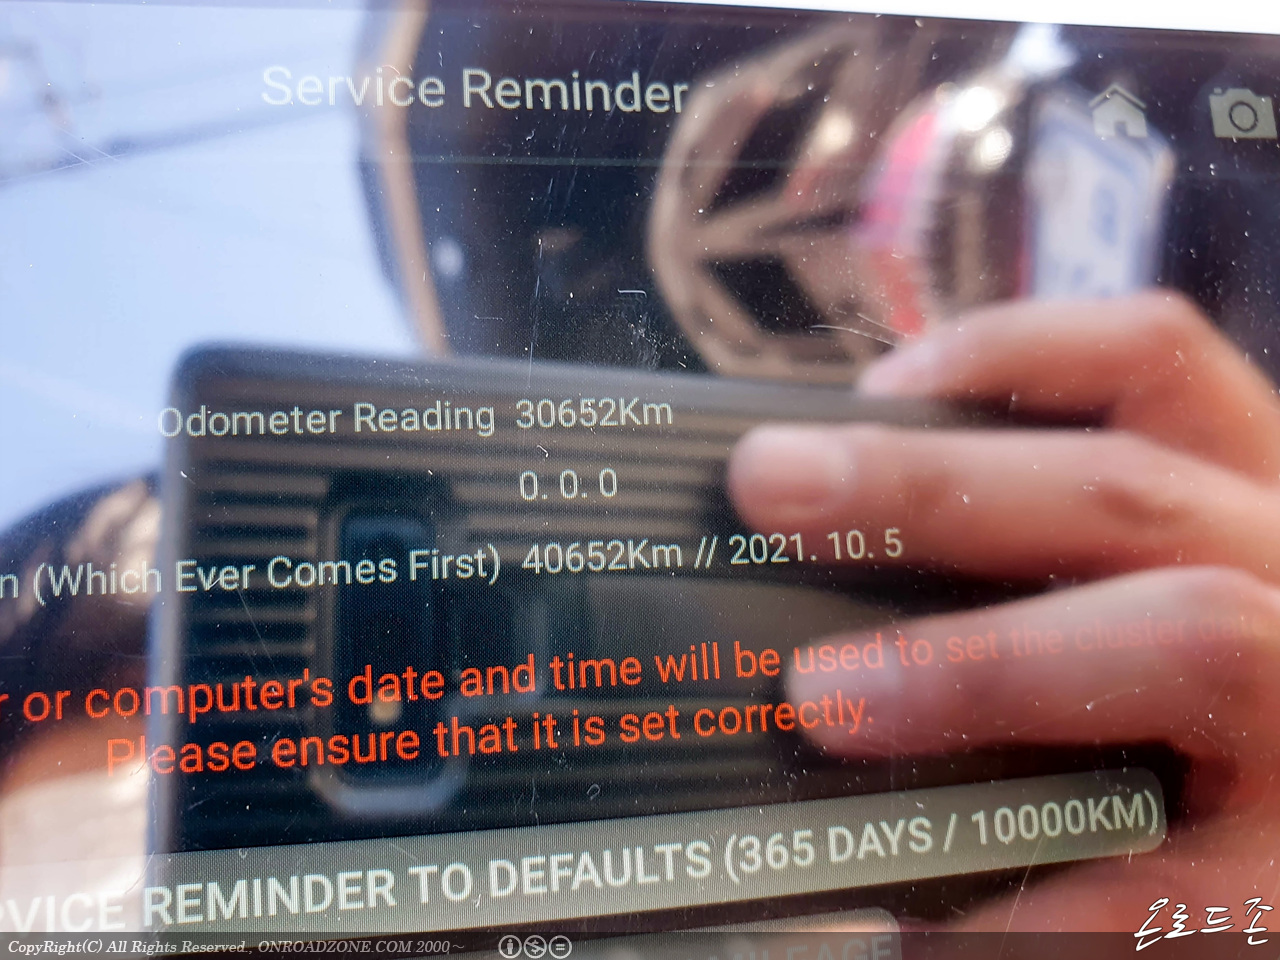 Service Reminder
Odometer Reading 30652Km
0. 0. 0
(Which Ever Comes First) 40652Km // 2021. 10. 5
or computer's date and time will be used to set the cluster date
Please ensure that it is set correctly.
REMINDER TO DEFAULTS (365 DAYS / 10000KM)
온로드존
CopyRight(C) All Rights Reserved., ONROADZONE.COM 2000~